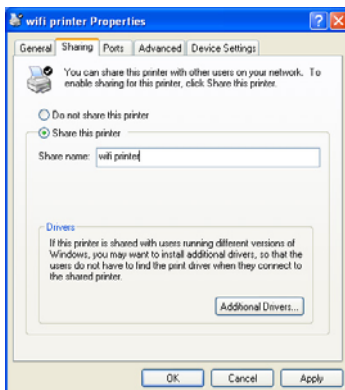 wifi printer Properties
General Sharing Ports Advanced Device Settings
You can share this printer with other users on your network. To
enable sharing for this printer, click Share this printer.
Do not share this printer
Share this printer
Share name: wifi printer
Drivers
If this printer is shared with users running different versions of
Windows, you may want to install additional drivers, so that the
users do not have to find the print driver when they connect to
the shared printer.
Additional Drivers...
OK Cancel Apply